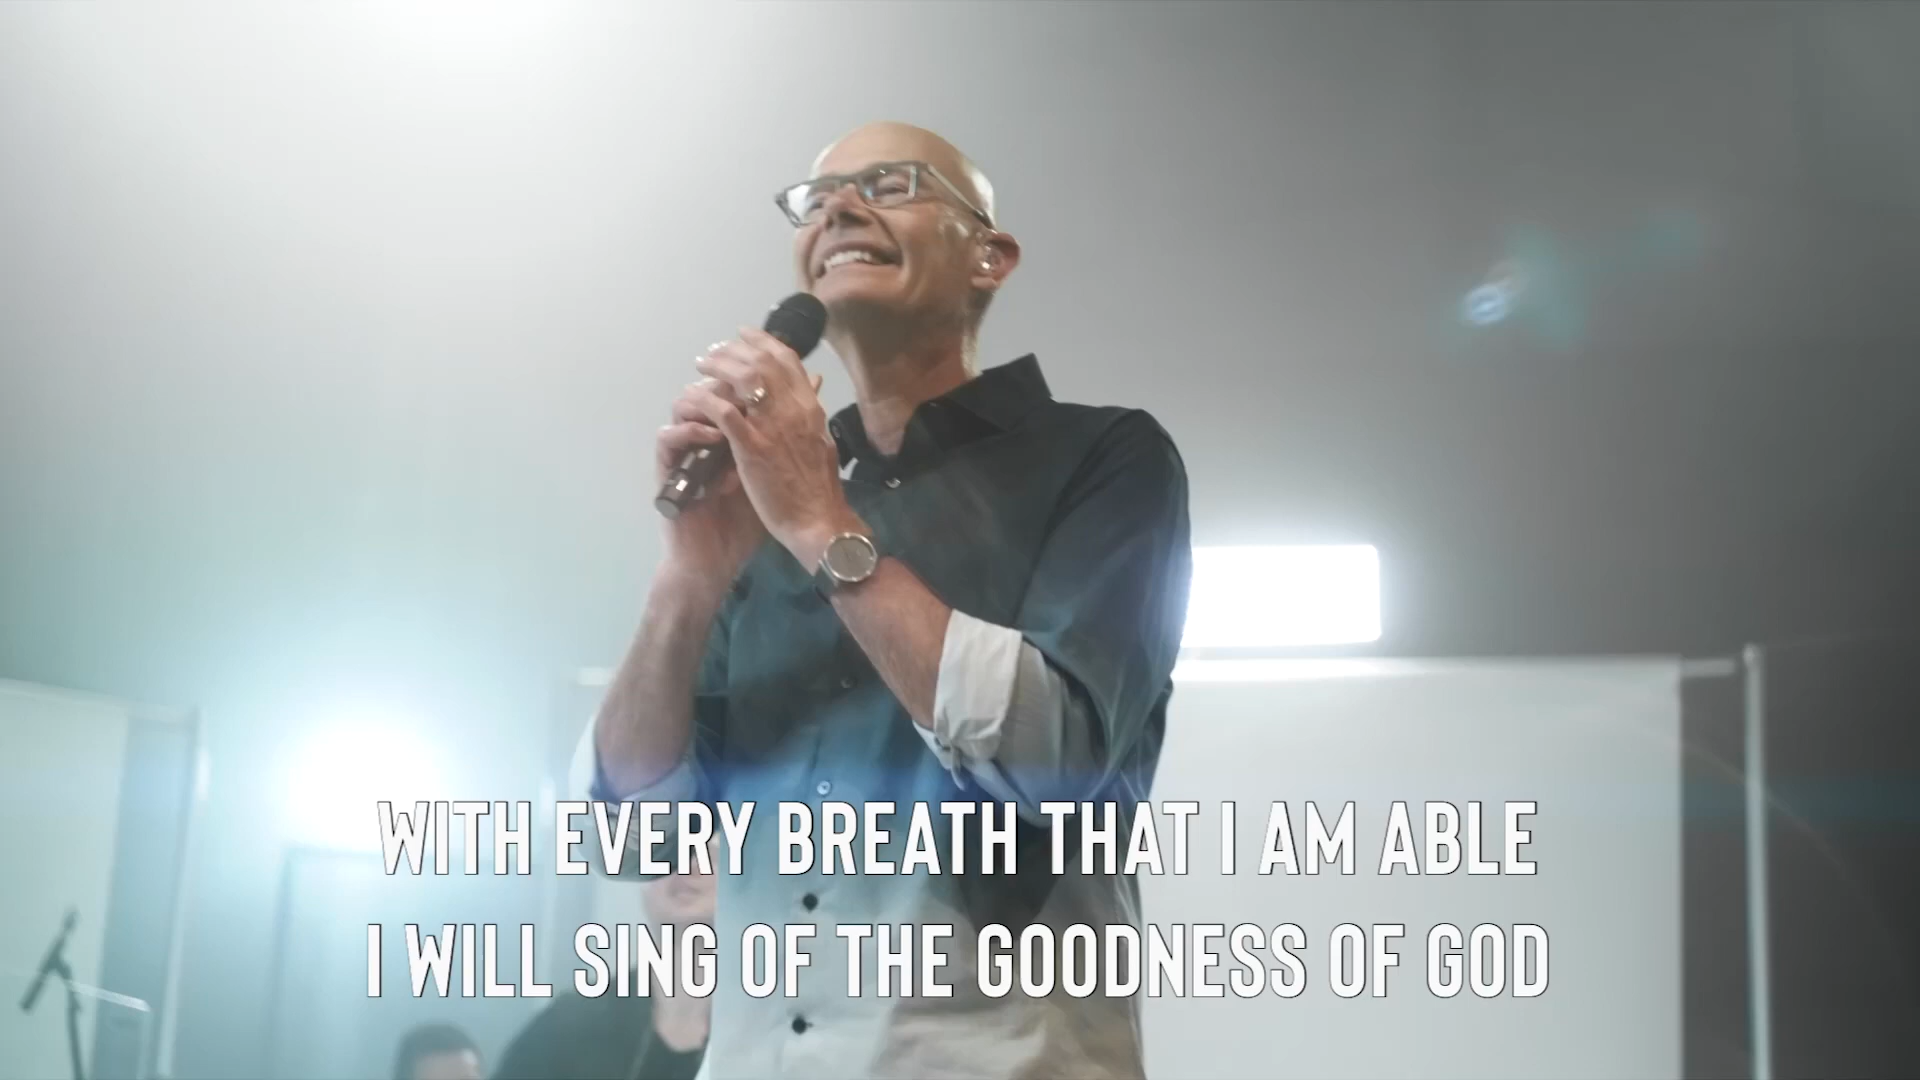 WITH EVERY BREATH THAT I AM ABLE
I WILL SING OF THE GOODNESS OF GOD